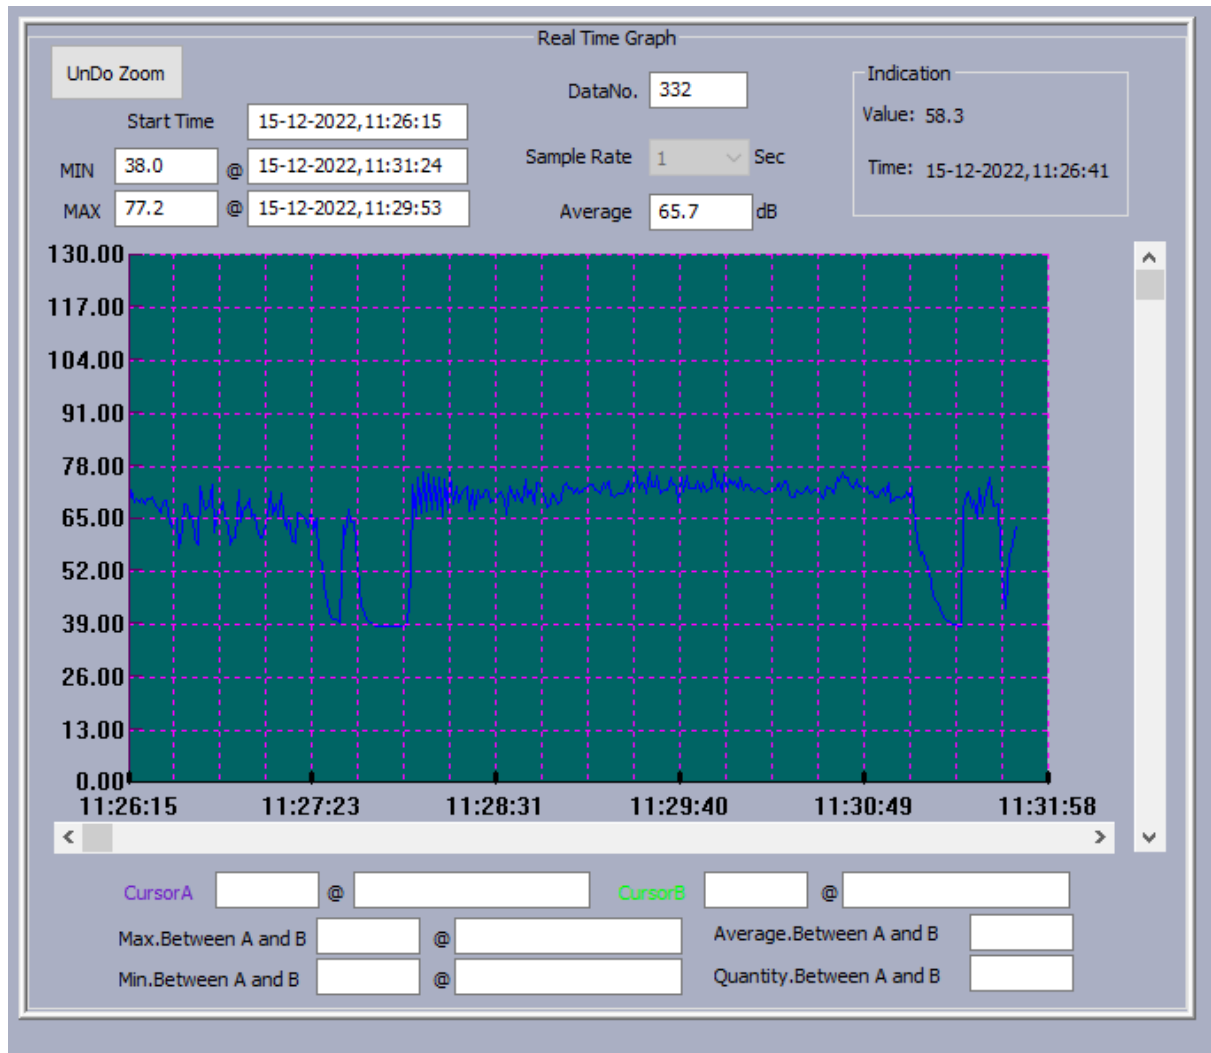 Real Time Graph
UnDo Zoom
DataNo. 332
Indication
Value: 58.3
Start Time 15-12-2022,11:26:15
Sample Rate 1 Sec
MIN 38.0 @ 15-12-2022,11:31:24
Time: 15-12-2022,11:26:41
MAX 77.2 @ 15-12-2022,11:29:53
Average 65.7 dB
130.00
117.00
104.00
91.00
78.00
65.00
52.00
39.00
26.00
13.00
0.00
11:26:15 11:27:23 11:28:31 11:29:40 11:30:49 11:31:58
CursorA @ CursorB @
Max.Between A and B @ Average.Between A and B
Min.Between A and B @ Quantity.Between A and B